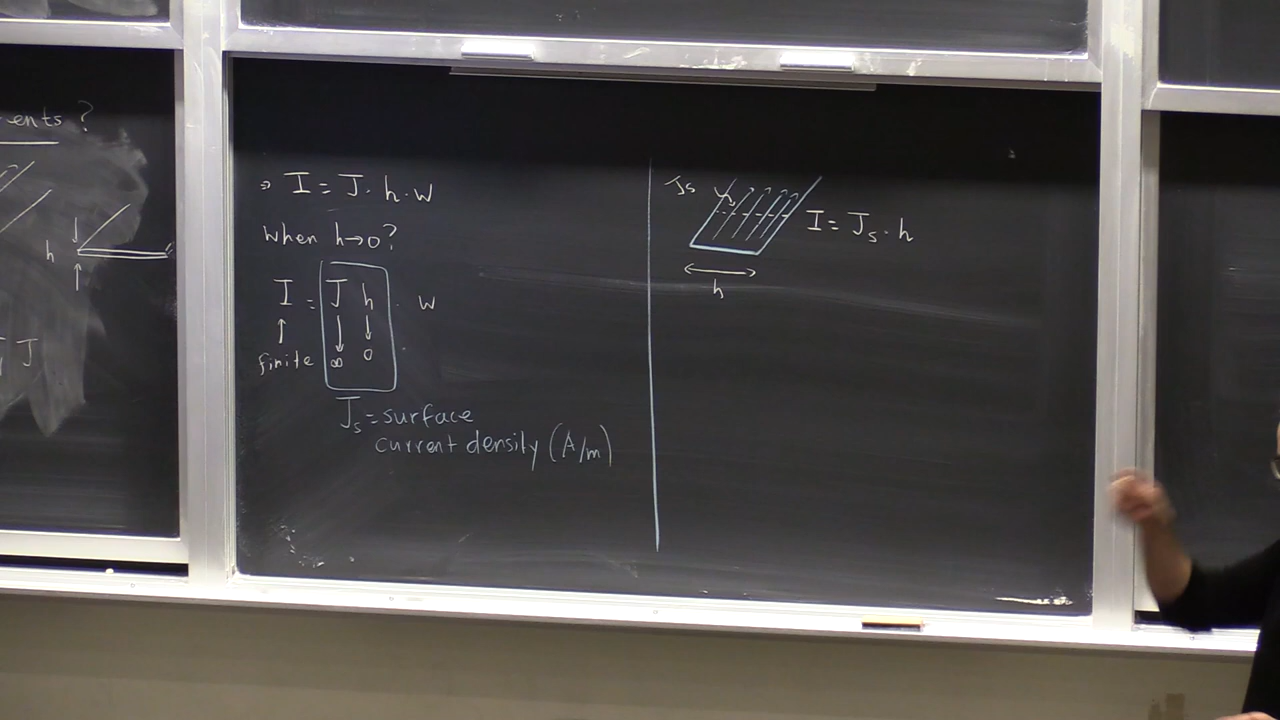 ents ?
h
J
⇒ I = J · h · w
When h→0?
I = J h · w
↑ ↓ ↓
finite ∞ 0
Js = surface
current density (A/m)
Js
I = Js · h
h